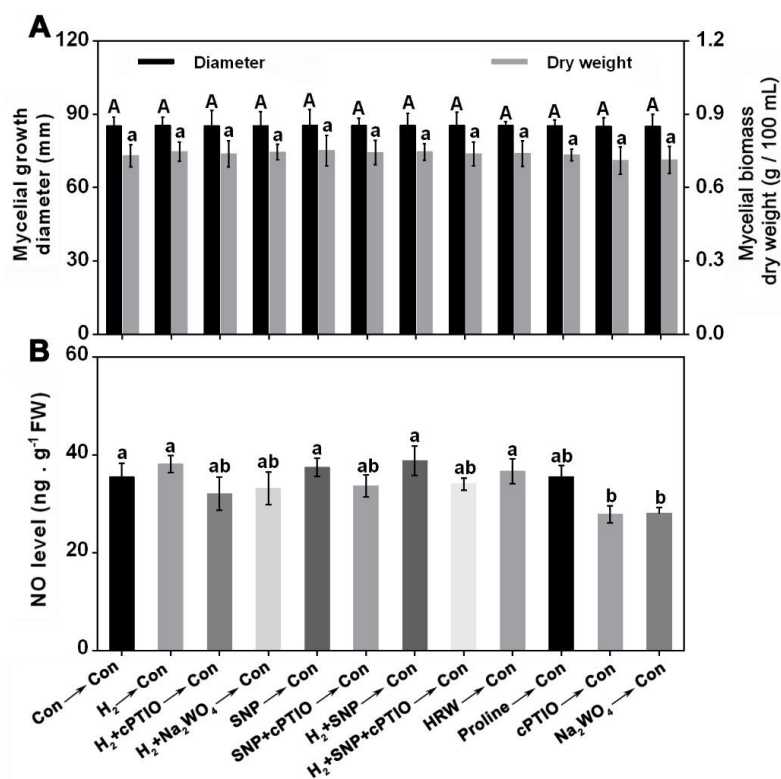 A
Diameter
Dry weight
Mycelial growth
diameter (mm)
120
90
60
30
0
A A A A A A A A A A A A
a a a a a a a a a a a a
1.2
0.9
0.6
0.3
0.0
Mycelial biomass
dry weight (g / 100 mL)
B
NO level (ng . g⁻¹ FW)
60
40
20
0
a a ab ab a ab a ab a ab b b
Con → Con
H₂ → Con
H₂+cPTIO → Con
H₂+Na₂WO₄ → Con
SNP → Con
SNP+cPTIO → Con
H₂+SNP → Con
H₂+SNP+cPTIO → Con
HRW → Con
Proline → Con
cPTIO → Con
Na₂WO₄ → Con